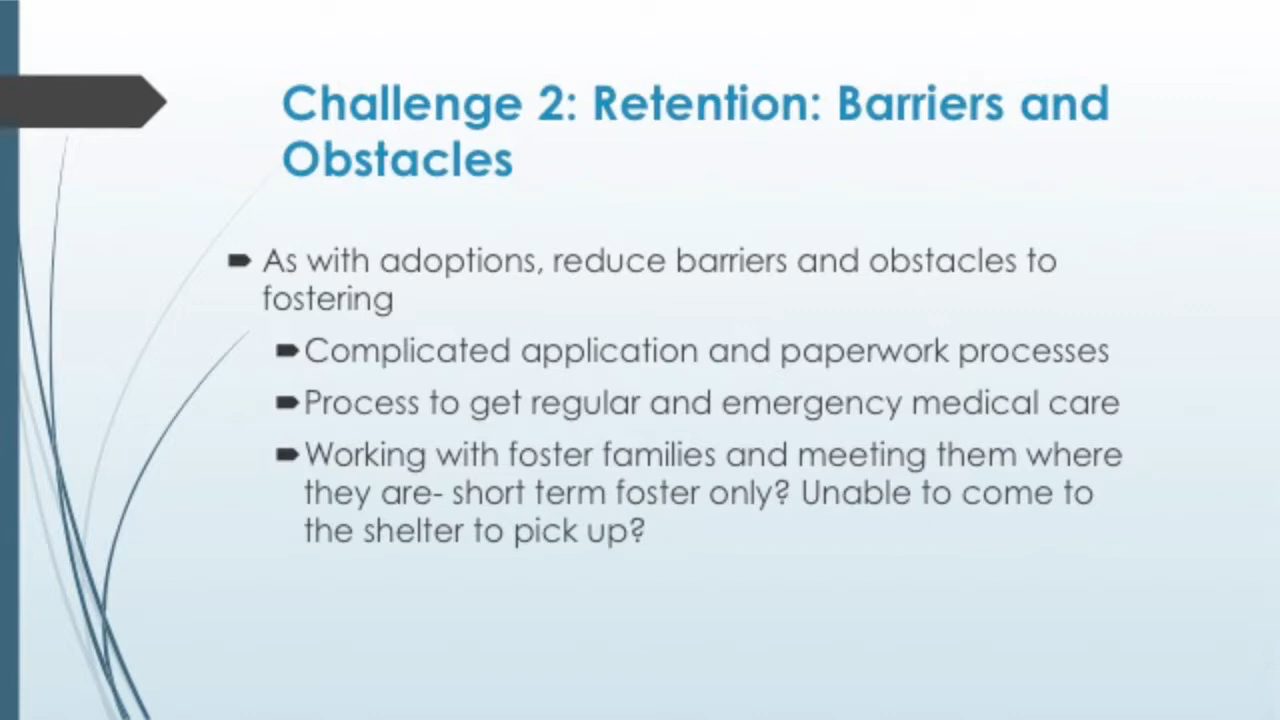 Challenge 2: Retention: Barriers and
Obstacles
As with adoptions, reduce barriers and obstacles to
fostering
Complicated application and paperwork processes
Process to get regular and emergency medical care
Working with foster families and meeting them where
they are- short term foster only? Unable to come to
the shelter to pick up?